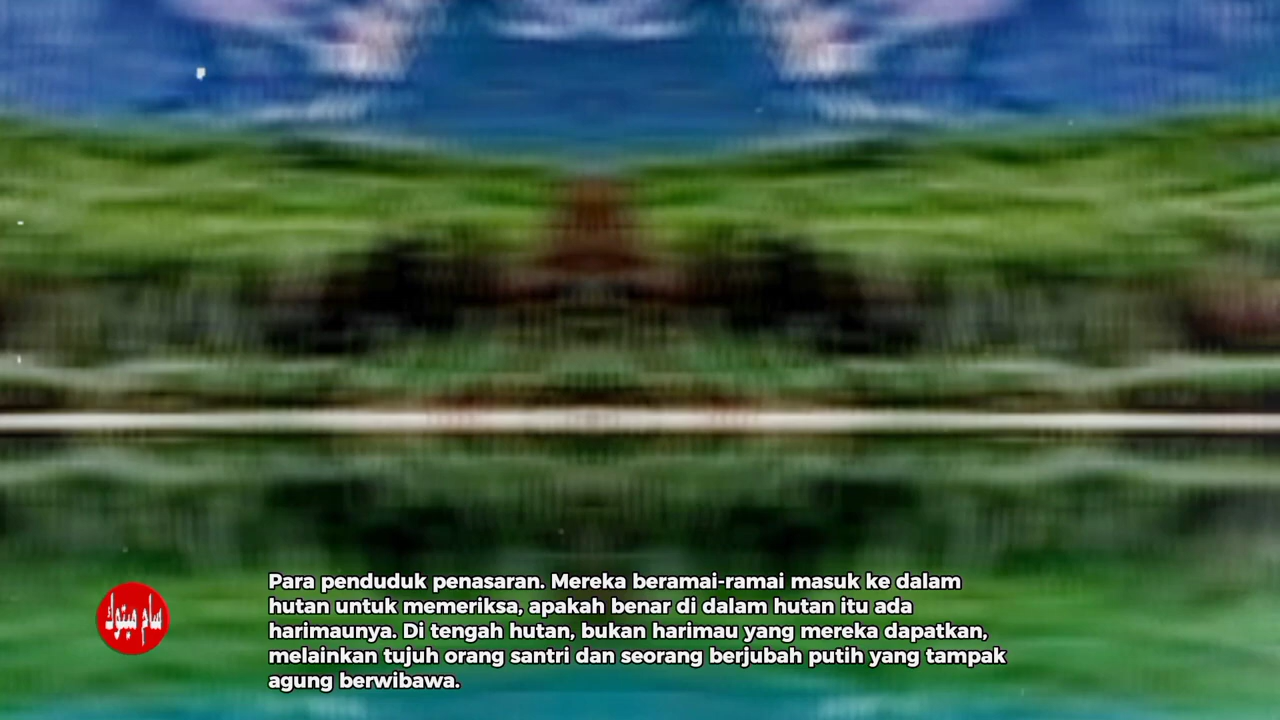 Para penduduk penasaran. Mereka beramai-ramai masuk ke dalam
hutan untuk memeriksa, apakah benar di dalam hutan itu ada
harimaunya. Di tengah hutan, bukan harimau yang mereka dapatkan,
melainkan tujuh orang santri dan seorang berjubah putih yang tampak
agung berwibawa.
سام ميتوك